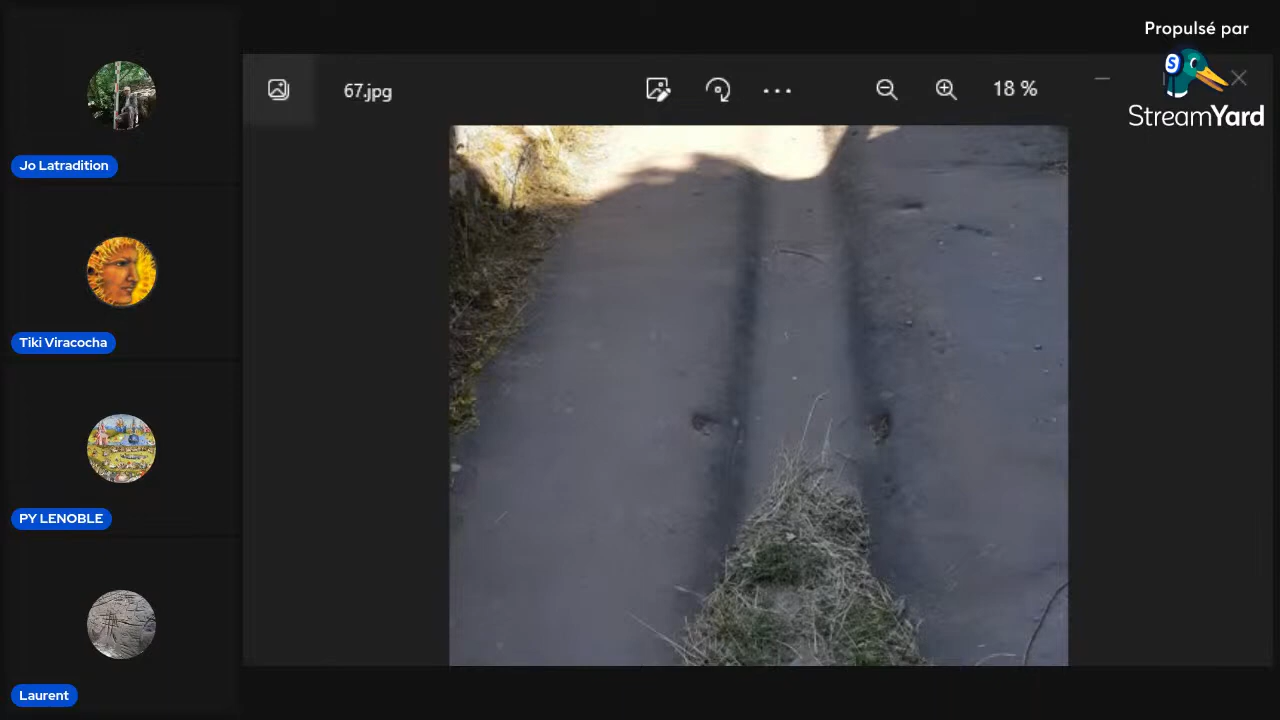 Propulsé par
StreamYard
67.jpg
18 %
Jo Latradition
Tiki Viracocha
PY LENOBLE
Laurent